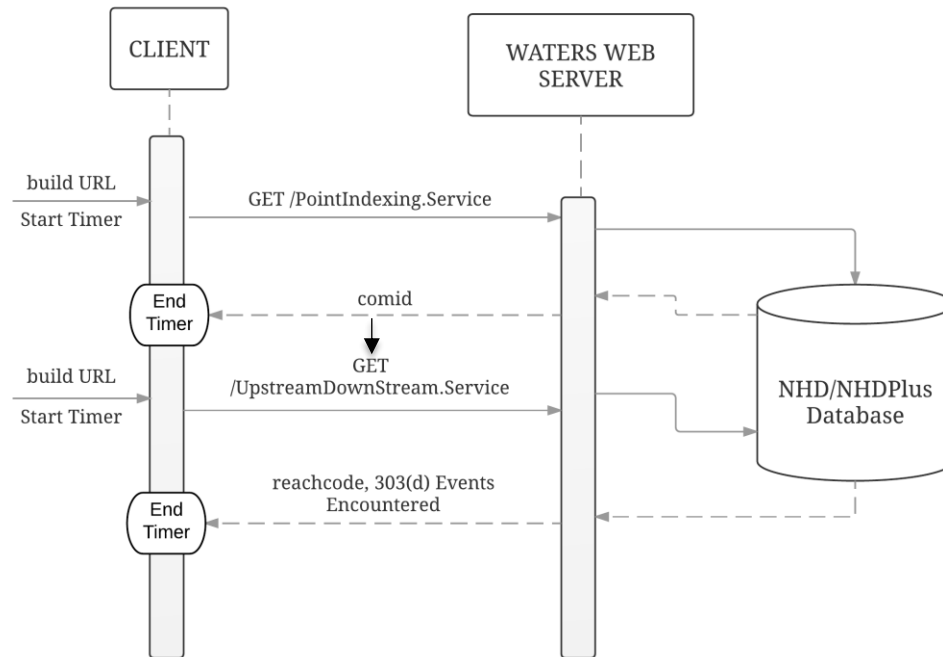 CLIENT
WATERS WEB
SERVER
build URL
Start Timer
GET /PointIndexing.Service
End
Timer
comid
GET
/UpstreamDownStream.Service
build URL
Start Timer
NHD/NHDPlus
Database
reachcode, 303(d) Events
Encountered
End
Timer